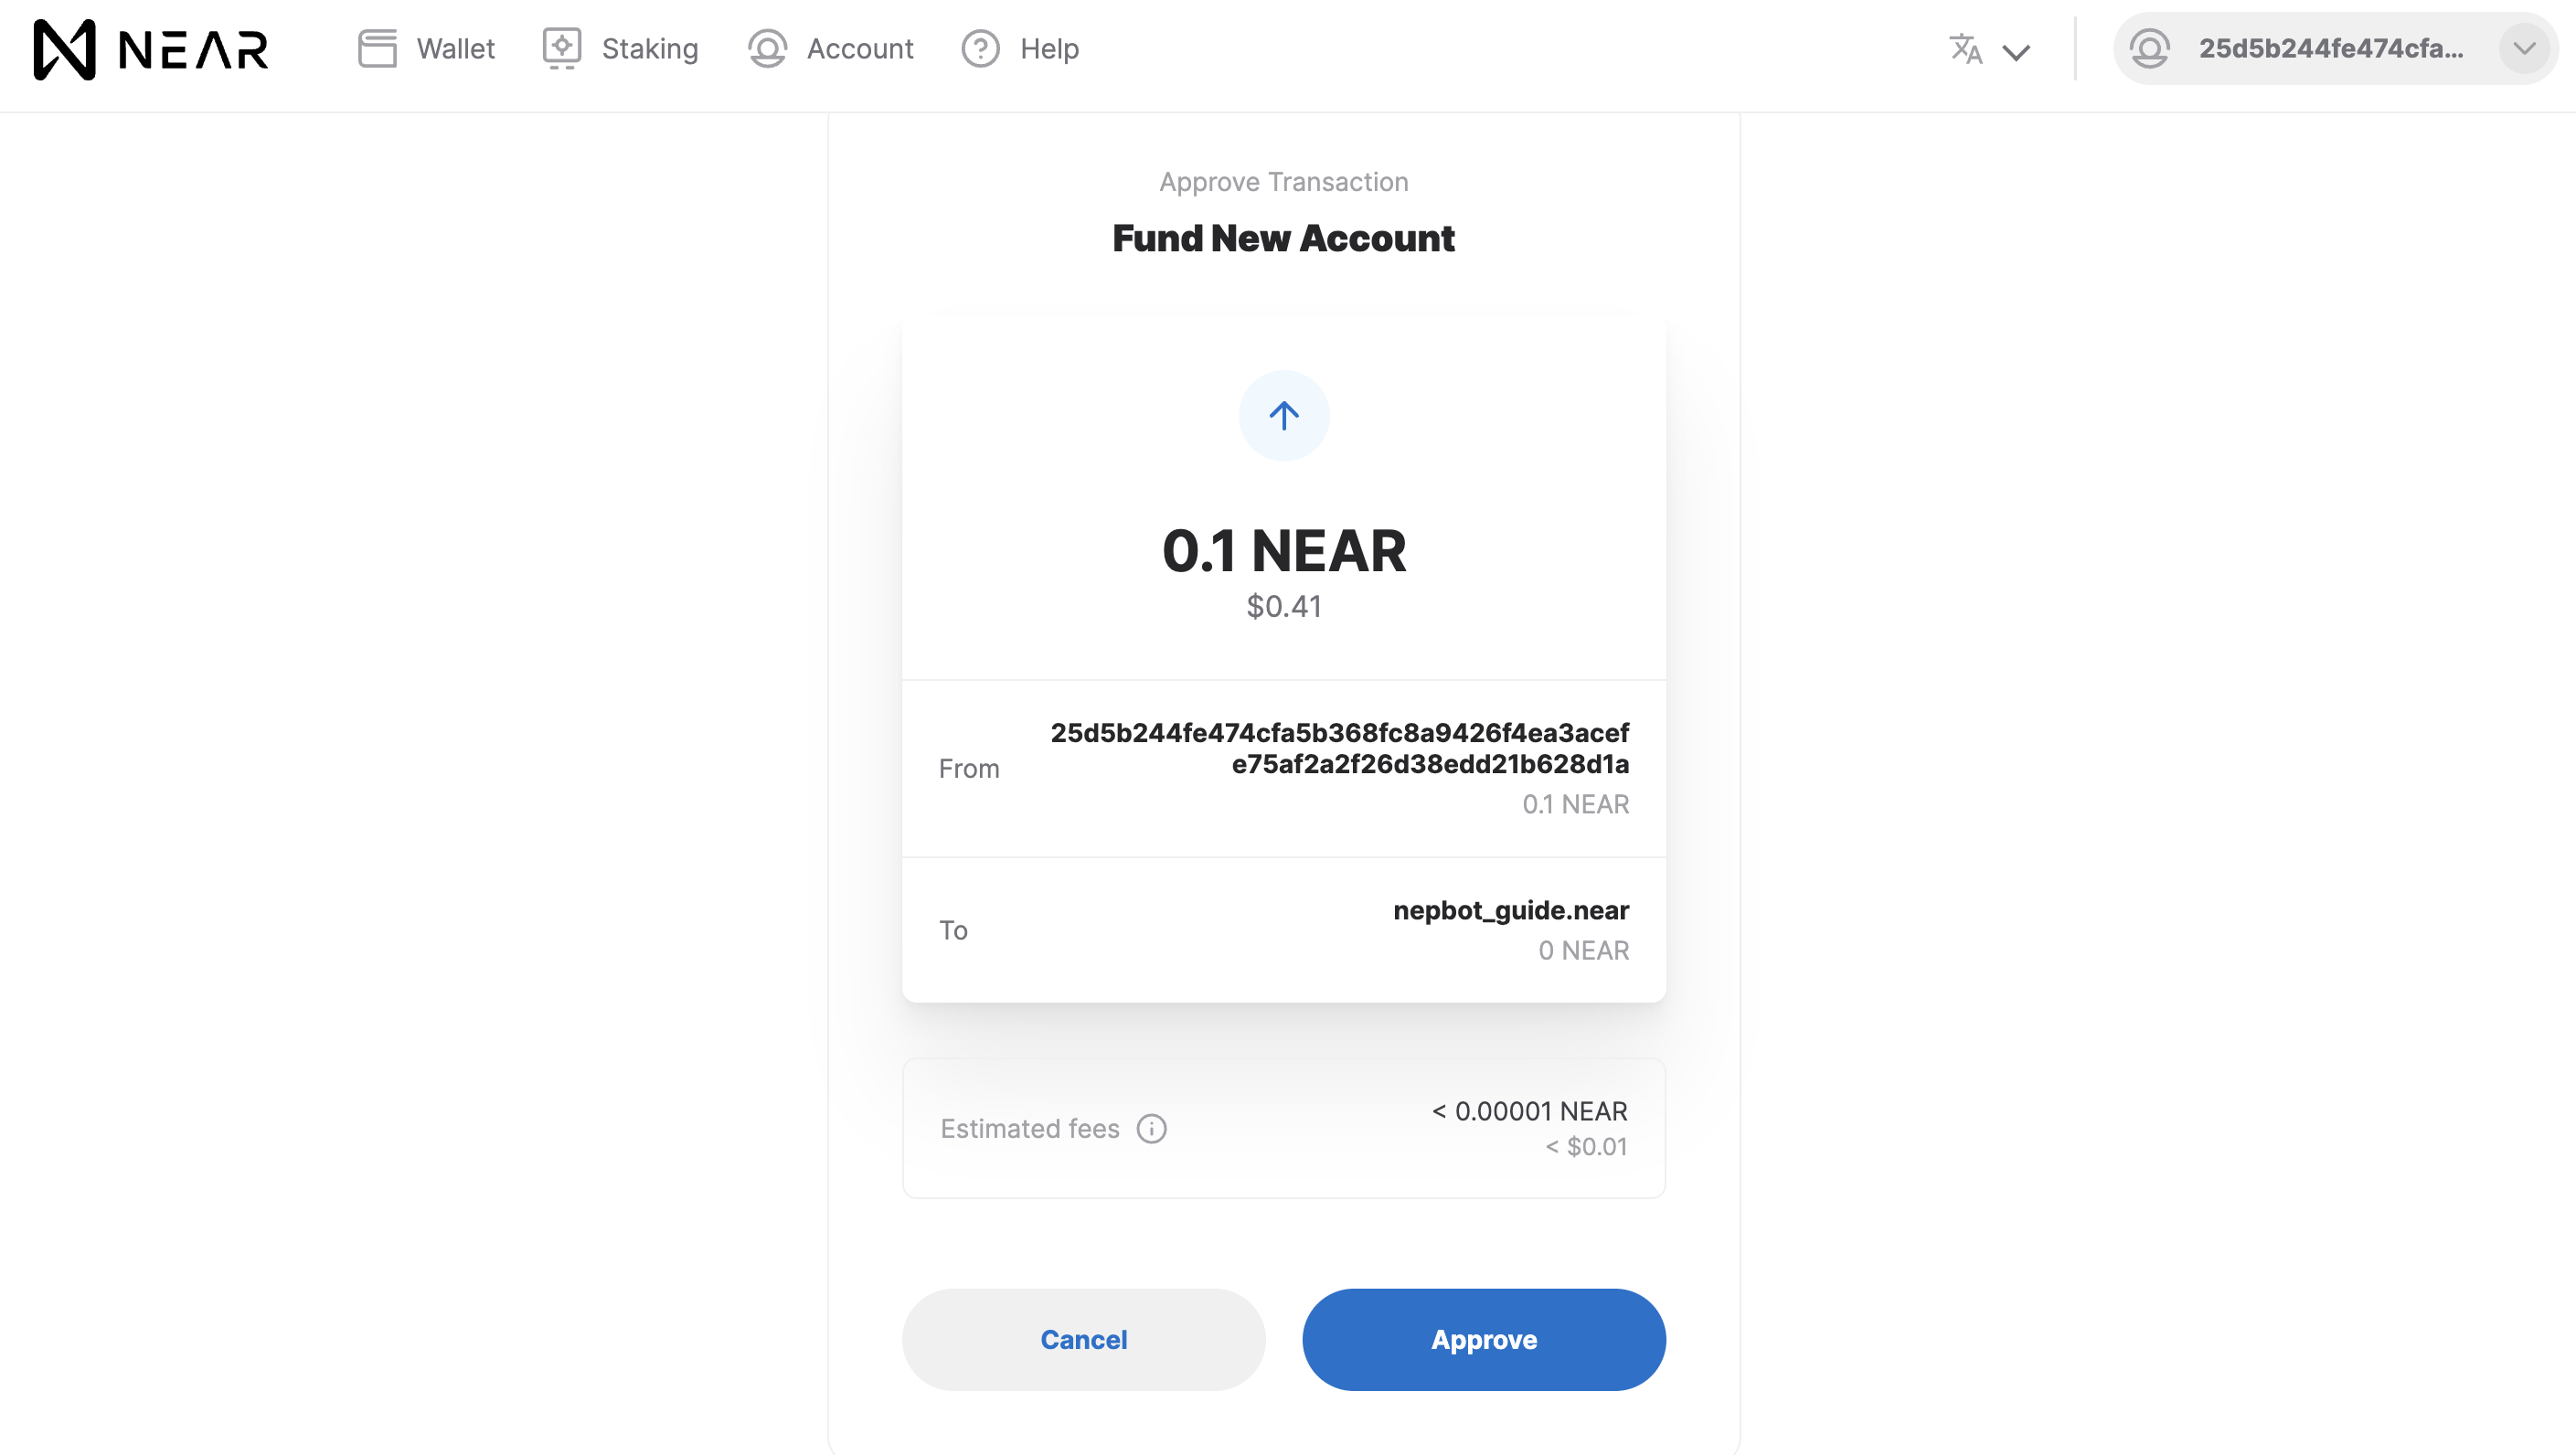 NEAR
Wallet
Staking
Account
Help
25d5b244fe474cfa...
Approve Transaction
Fund New Account
0.1 NEAR
$0.41
From
25d5b244fe474cfa5b368fc8a9426f4ea3acef
e75af2a2f26d38edd21b628d1a
0.1 NEAR
To
nepbot_guide.near
0 NEAR
Estimated fees
< 0.00001 NEAR
< $0.01
Cancel
Approve